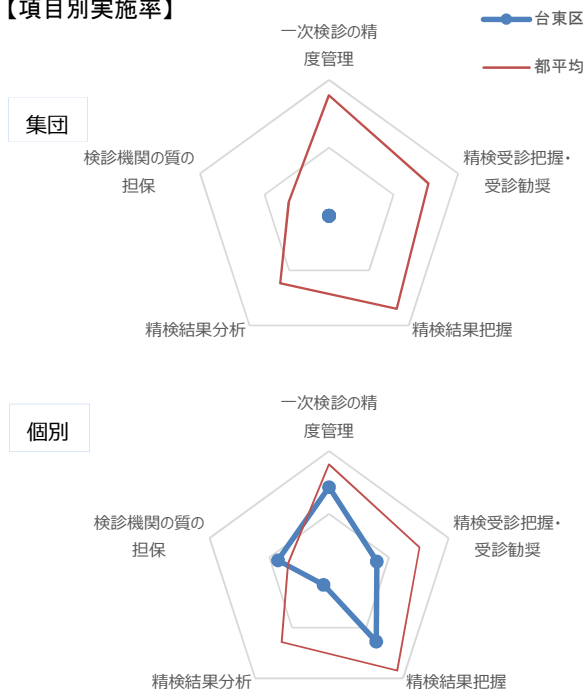 【項目別実施率】
台東区
都平均
集団
一次検診の精
度管理
精検受診把握・
受診勧奨
精検結果把握
精検結果分析
検診機関の質の
担保
個別
一次検診の精
度管理
精検受診把握・
受診勧奨
精検結果把握
精検結果分析
検診機関の質の
担保